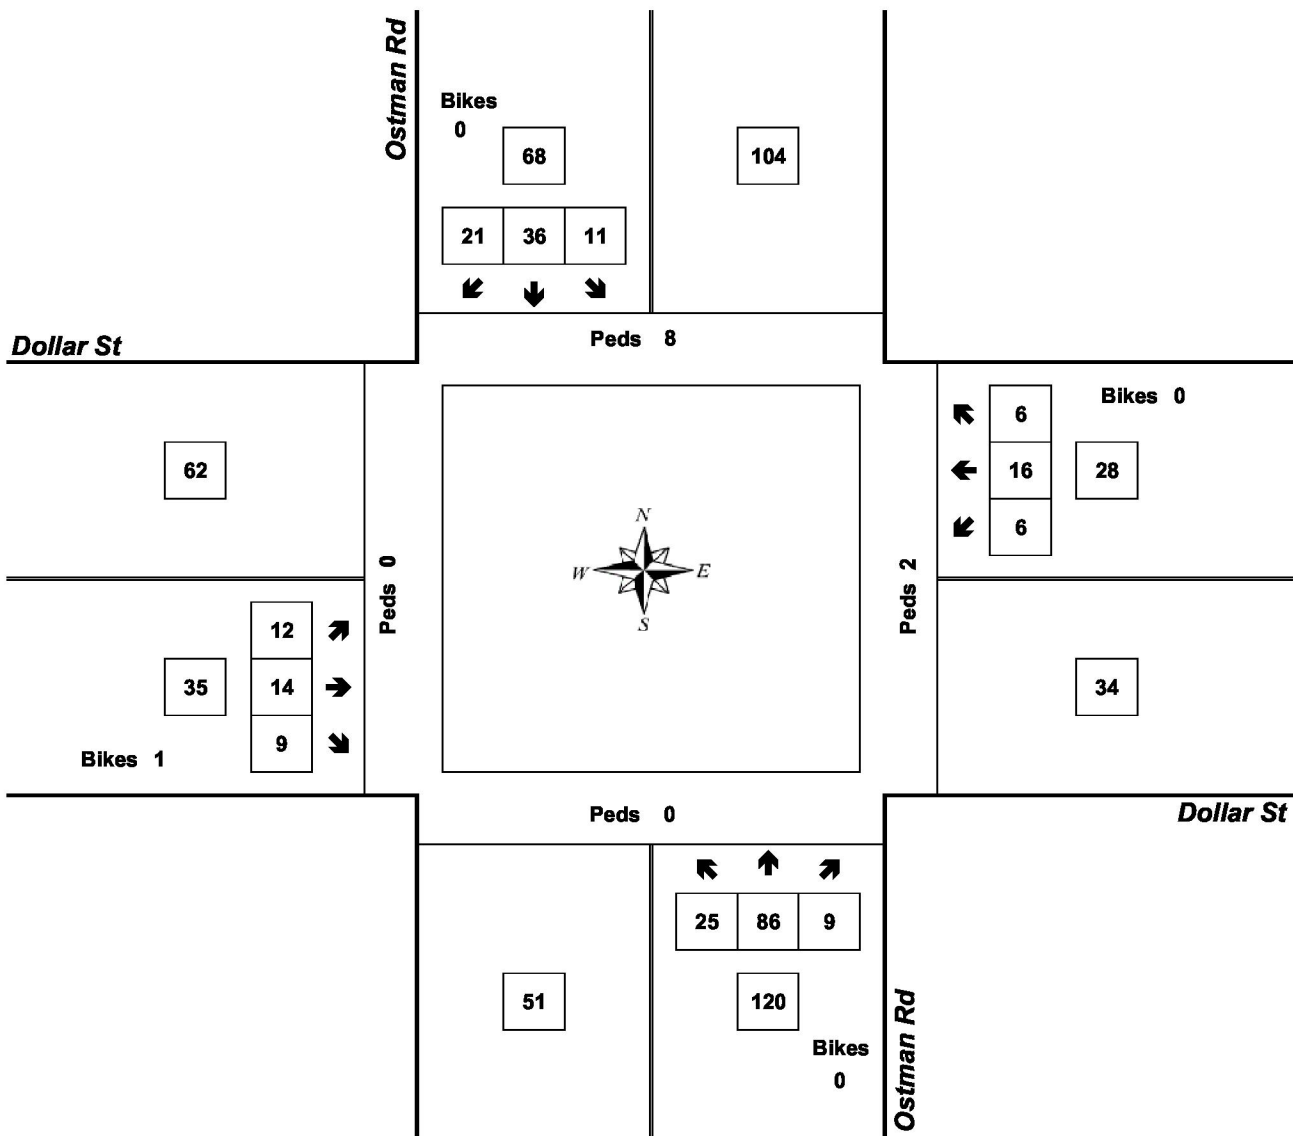 Ostman Rd
Bikes
0
68
104
21 36 11
Peds 8
Dollar St
Bikes 0
6
62
16
28
6
N
W E
S
Peds 0
Peds 2
12
35
14
34
9
Bikes 1
Peds 0
Dollar St
25 86 9
51
120
Bikes
0
Ostman Rd